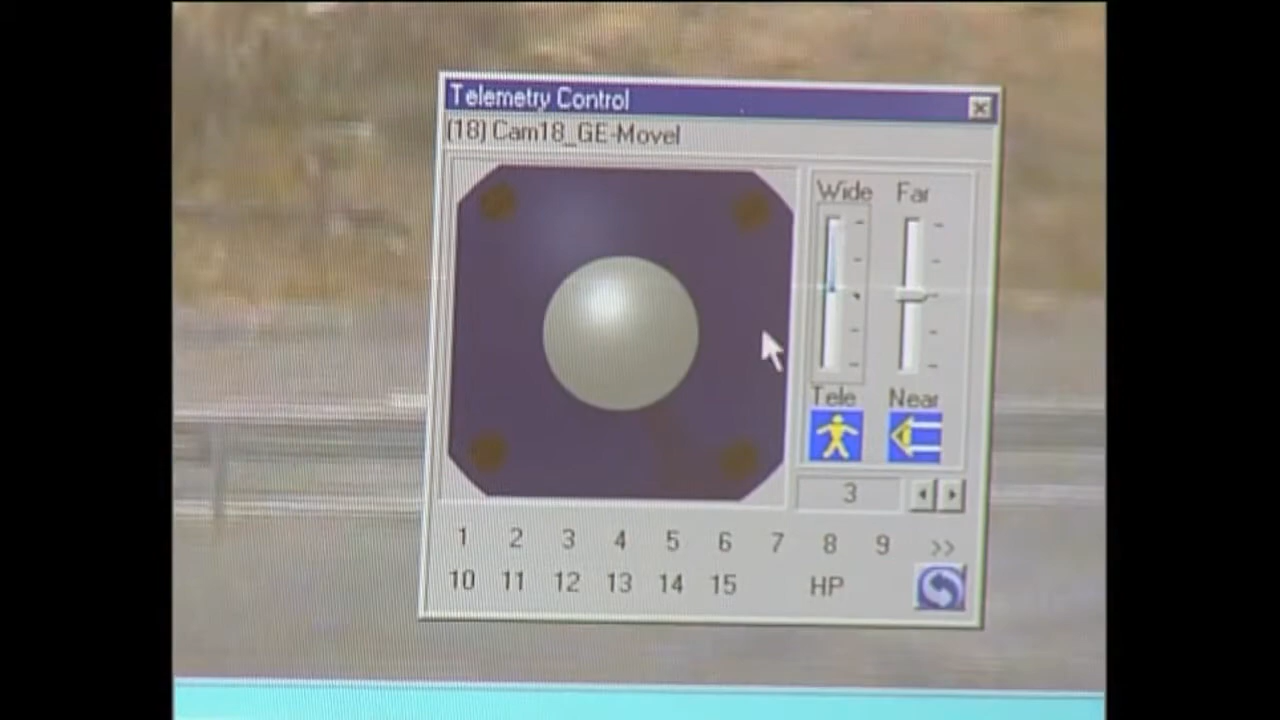 Telemetry Control
(18) Cam18_GE-Movel
Wide Far
Tele Near
3
1 2 3 4 5 6 7 8 9 >>
10 11 12 13 14 15 HP